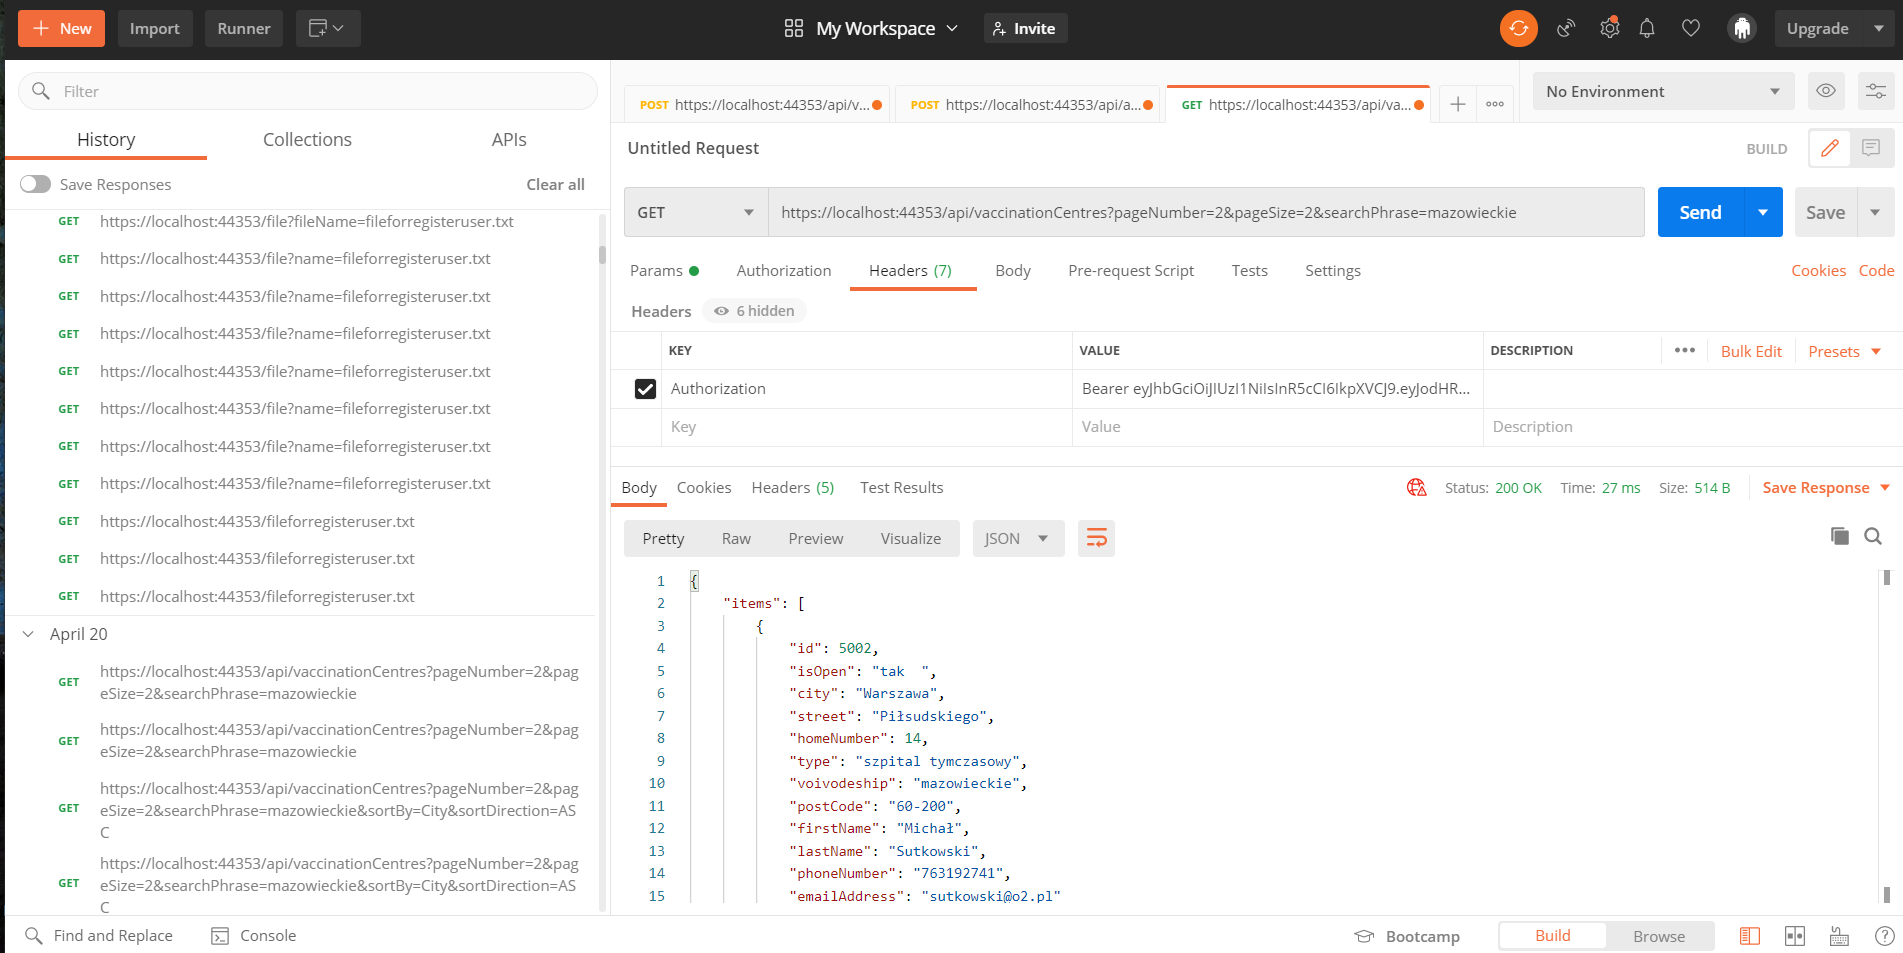 New
Import
Runner
My Workspace
Invite
Upgrade
Filter
History
Collections
APIs
Save Responses
Clear all
GET https://localhost:44353/file?fileName=fileforregisteruser.txt
GET https://localhost:44353/file?name=fileforregisteruser.txt
GET https://localhost:44353/file?name=fileforregisteruser.txt
GET https://localhost:44353/file?name=fileforregisteruser.txt
GET https://localhost:44353/file?name=fileforregisteruser.txt
GET https://localhost:44353/file?name=fileforregisteruser.txt
GET https://localhost:44353/file?name=fileforregisteruser.txt
GET https://localhost:44353/file?name=fileforregisteruser.txt
GET https://localhost:44353/fileforregisteruser.txt
GET https://localhost:44353/fileforregisteruser.txt
GET https://localhost:44353/fileforregisteruser.txt
April 20
GET https://localhost:44353/api/vaccinationCentres?pageNumber=2&pag
eSize=2&searchPhrase=mazowieckie
GET https://localhost:44353/api/vaccinationCentres?pageNumber=2&pag
eSize=2&searchPhrase=mazowieckie
GET https://localhost:44353/api/vaccinationCentres?pageNumber=2&pag
eSize=2&searchPhrase=mazowieckie&sortBy=City&sortDirection=AS
C
GET https://localhost:44353/api/vaccinationCentres?pageNumber=2&pag
eSize=2&searchPhrase=mazowieckie&sortBy=City&sortDirection=AS
C
POST https://localhost:44353/api/v...
POST https://localhost:44353/api/a...
GET https://localhost:44353/api/va...
No Environment
Untitled Request
BUILD
GET
https://localhost:44353/api/vaccinationCentres?pageNumber=2&pageSize=2&searchPhrase=mazowieckie
Send
Save
Params
Authorization
Headers (7)
Body
Pre-request Script
Tests
Settings
Cookies
Code
Headers
6 hidden
KEY
VALUE
DESCRIPTION
Bulk Edit
Presets
Authorization
Bearer eyJhbGciOiJIUzI1NiIsInR5cCI6IkpXVCJ9.eyJodHR...
Key
Value
Description
Body
Cookies
Headers (5)
Test Results
Status: 200 OK
Time: 27 ms
Size: 514 B
Save Response
Pretty
Raw
Preview
Visualize
JSON
1 {
2 "items": [
3 {
4 "id": 5002,
5 "isOpen": "tak  ",
6 "city": "Warszawa",
7 "street": "Piłsudskiego",
8 "homeNumber": 14,
9 "type": "szpital tymczasowy",
10 "voivodeship": "mazowieckie",
11 "postCode": "60-200",
12 "firstName": "Michał",
13 "lastName": "Sutkowski",
14 "phoneNumber": "763192741",
15 "emailAddress": "sutkowski@o2.pl"
Find and Replace
Console
Bootcamp
Build
Browse